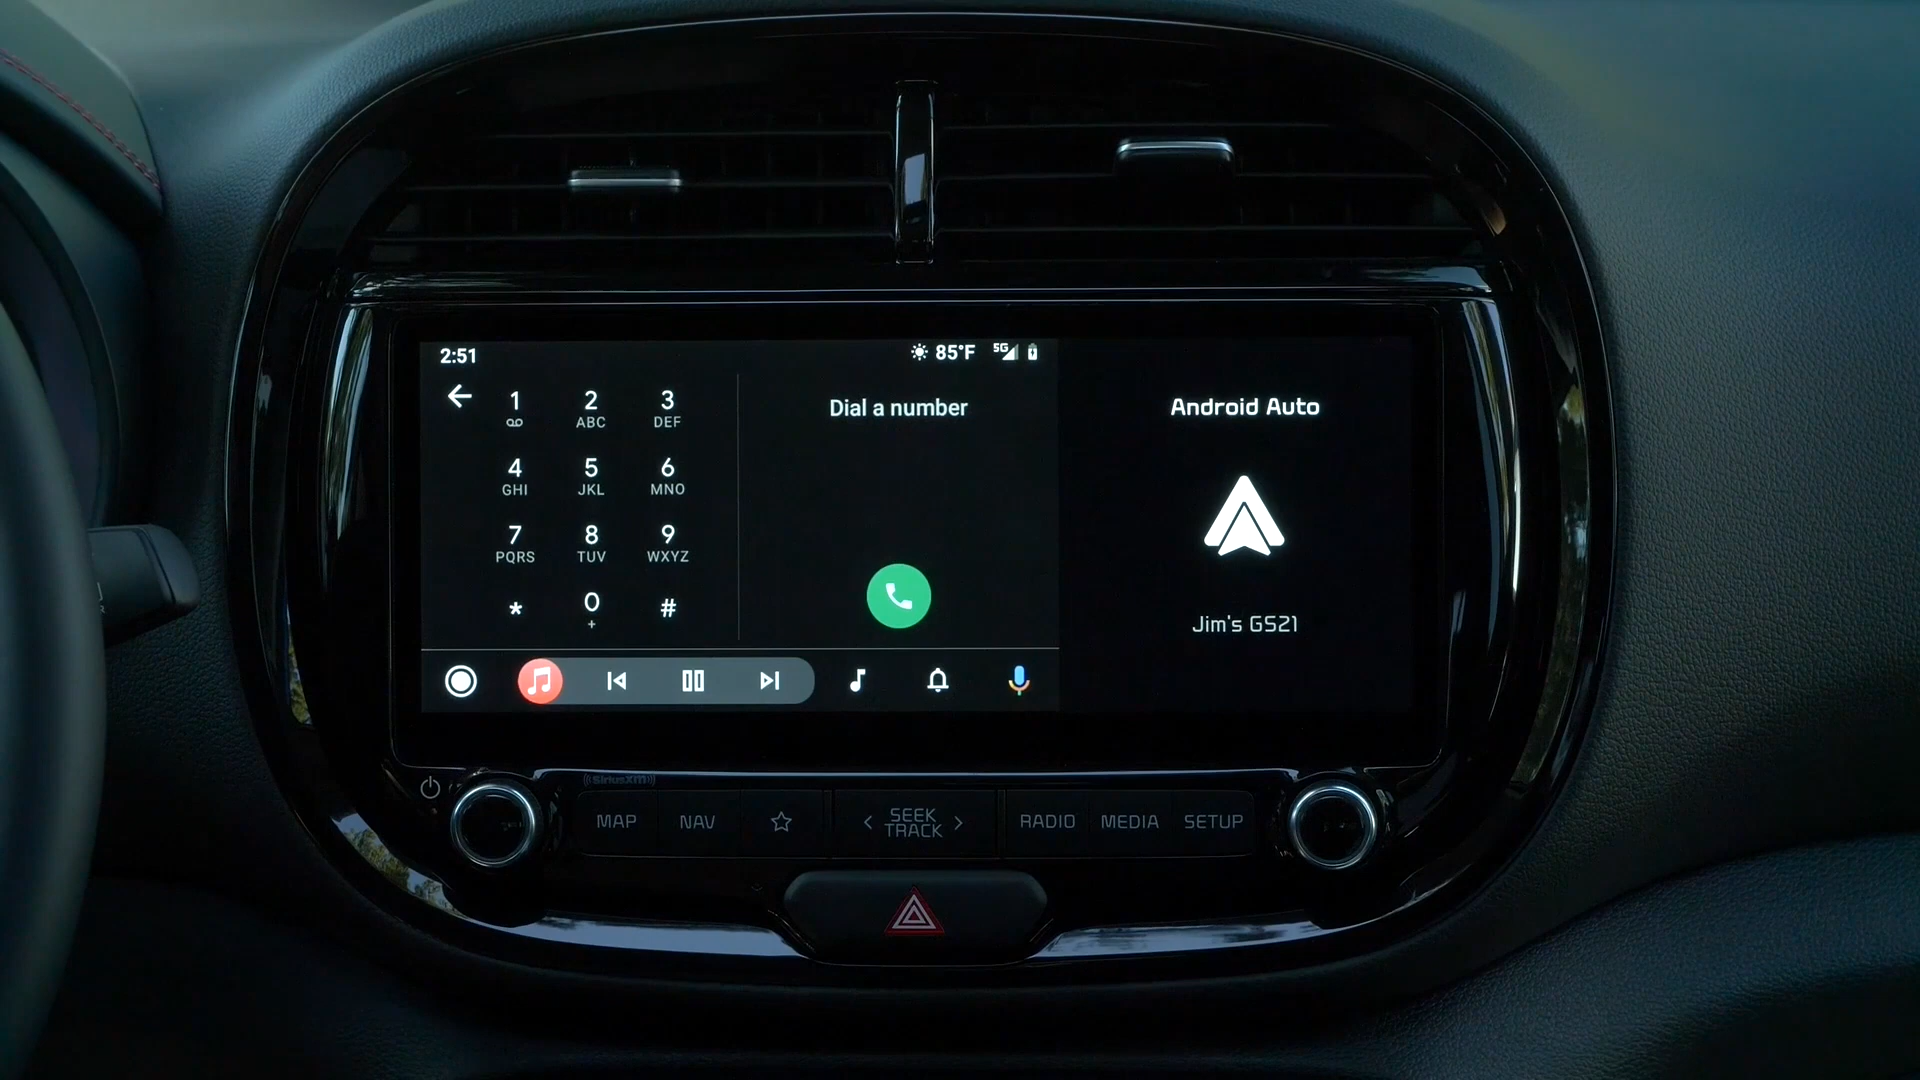 2:51
85°F
5G
1
2
ABC
3
DEF
4
GHI
5
JKL
6
MNO
7
PQRS
8
TUV
9
WXYZ
*
0
+
#
Dial a number
Android Auto
Jim's GS21
((SiriusXM))
MAP
NAV
< SEEK
TRACK >
RADIO
MEDIA
SETUP